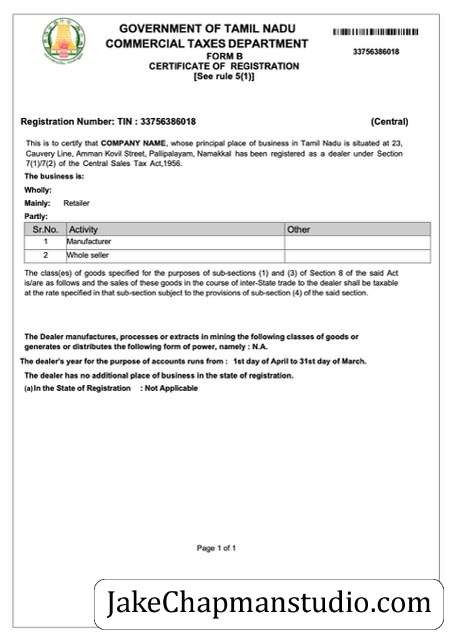 GOVERNMENT OF TAMIL NADU
COMMERCIAL TAXES DEPARTMENT
FORM B
CERTIFICATE OF REGISTRATION
[See rule 5(1)]
33756386018
Registration Number: TIN : 33756386018 (Central)
This is to certify that COMPANY NAME, whose principal place of business in Tamil Nadu is situated at 23,
Cauvery Line, Amman Kovil Street, Pallipalayam, Namakkal has been registered as a dealer under Section
7(1)/7(2) of the Central Sales Tax Act,1956.
The business is:
Wholly:
Mainly: Retailer
Partly:
Sr.No. Activity Other
1 Manufacturer
2 Whole seller
The class(es) of goods specified for the purposes of sub-sections (1) and (3) of Section 8 of the said Act
is/are as follows and the sales of these goods in the course of inter-State trade to the dealer shall be taxable
at the rate specified in that sub-section subject to the provisions of sub-section (4) of the said section.
The Dealer manufactures, processes or extracts in mining the following classes of goods or
generates or distributes the following form of power, namely : N.A.
The dealer's year for the purpose of accounts runs from : 1st day of April to 31st day of March.
The dealer has no additional place of business in the state of registration.
(a)In the State of Registration : Not Applicable
Page 1 of 1
JakeChapmanstudio.com